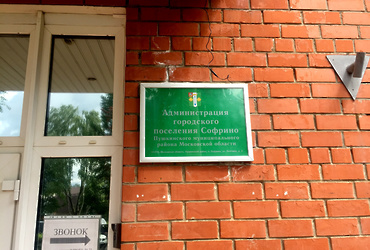 Администрация
городского
поселения Софрино
Пушкинского муниципального
района Московской области
ЗВОНОК